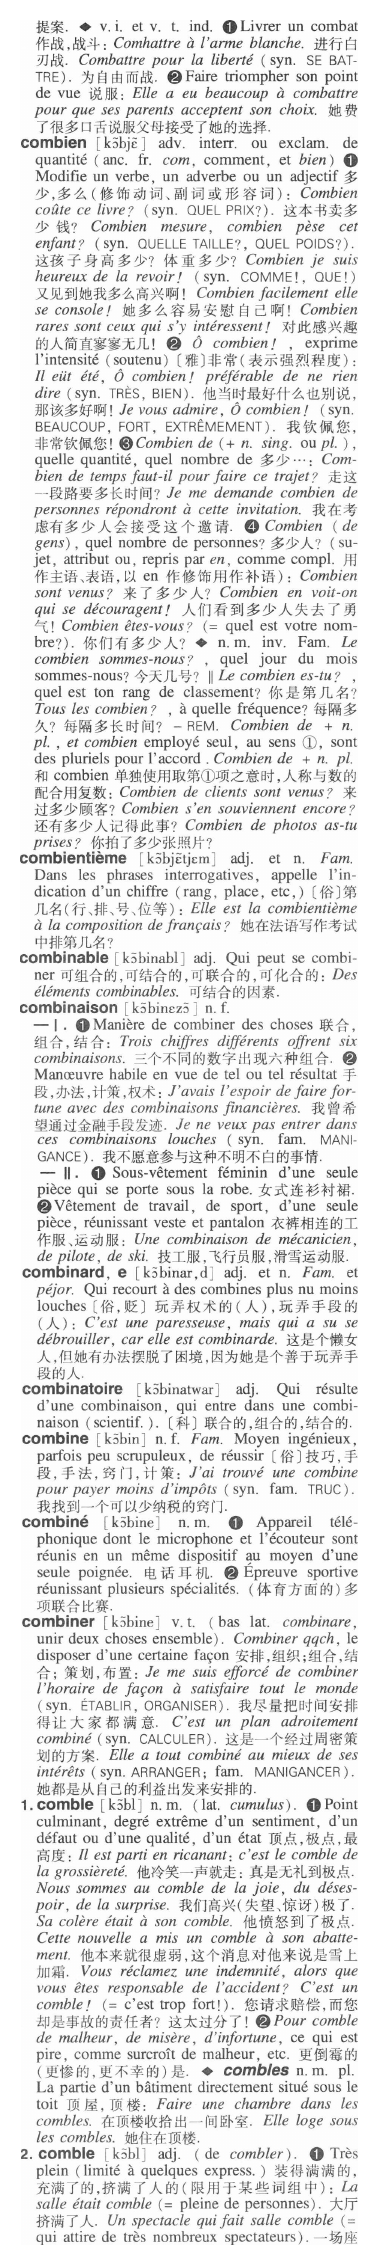 提案. ◆ v. i. et v. t. ind. ❶ Livrer un combat
作战,战斗: Comhattre à l'arme blanche. 进行白
刃战. Combattre pour la liberté (syn. SE BAT-
TRE). 为自由而战. ❷ Faire triompher son point
de vue 说服: Elle a eu beaucoup à combattre
pour que ses parents acceptent son choix. 她费
了很多口舌说服父母接受了她的选择.
combien [kɔ̃bjɛ̃] adv. interr. ou exclam. de
quantité (anc. fr. com, comment, et bien) ❶
Modifie un verbe, un adverbe ou un adjectif 多
少,多么(修饰动词、副词或形容词): Combien
coûte ce livre? (syn. QUEL PRIX?). 这本书卖多
少钱? Combien mesure, combien pèse cet
enfant? (syn. QUELLE TAILLE?, QUEL POIDS?).
这孩子身高多少? 体重多少? Combien je suis
heureux de la revoir! (syn. COMME!, QUE!)
又见到她我多么高兴啊! Combien facilement elle
se console! 她多么容易安慰自己啊! Combien
rares sont ceux qui s'y intéressent! 对此感兴趣
的人简直寥寥无几! ❷ Ô combien!, exprime
l'intensité (soutenu)〔雅〕非常(表示强烈程度):
Il eût été, Ô combien! préférable de ne rien
dire (syn. TRÈS, BIEN). 他当时最好什么也别说,
那该多好啊! Je vous admire, Ô combien! (syn.
BEAUCOUP, FORT, EXTRÊMEMENT). 我钦佩您,
非常钦佩您! ❸ Combien de (+ n. sing. ou pl.),
quelle quantité, quel nombre de 多少…: Com-
bien de temps faut-il pour faire ce trajet? 走这
一段路要多长时间? Je me demande combien de
personnes répondront à cette invitation. 我在考
虑有多少人会接受这个邀请. ❹ Combien (de
gens), quel nombre de personnes? 多少人? (su-
jet, attribut ou, repris par en, comme compl. 用
作主语、表语,以 en 作修饰用作补语): Combien
sont venus? 来了多少人? Combien en voit-on
qui se découragent! 人们看到多少人失去了勇
气! Combien êtes-vous? (= quel est votre nom-
bre?). 你们有多少人? ◆ n. m. inv. Fam. Le
combien sommes-nous?, quel jour du mois
sommes-nous? 今天几号? ‖ Le combien es-tu?,
quel est ton rang de classement? 你是第几名?
Tous les combien?, à quelle fréquence? 每隔多
久? 每隔多长时间? – REM. Combien de + n.
pl., et combien employé seul, au sens ①, sont
des pluriels pour l'accord. Combien de + n. pl.
和 combien 单独使用取第①项之意时,人称与数的
配合用复数: Combien de clients sont venus? 来
过多少顾客? Combien s'en souviennent encore?
还有多少人记得此事? Combien de photos as-tu
prises? 你拍了多少张照片?
combientième [kɔ̃bjɛ̃tjɛm] adj. et n. Fam.
Dans les phrases interrogatives, appelle l'in-
dication d'un chiffre (rang, place, etc,)〔俗〕第
几名(行、排、号、位等): Elle est la combientième
à la composition de français? 她在法语写作考试
中排第几名?
combinable [kɔ̃binabl] adj. Qui peut se combi-
ner 可组合的,可结合的,可联合的,可化合的: Des
éléments combinables. 可结合的因素.
combinaison [kɔ̃binezɔ̃] n. f.
— I. ❶ Manière de combiner des choses 联合,
组合,结合: Trois chiffres différents offrent six
combinaisons. 三个不同的数字出现六种组合. ❷
Manœuvre habile en vue de tel ou tel résultat 手
段,办法,计策,权术: J'avais l'espoir de faire for-
tune avec des combinaisons financières. 我曾希
望通过金融手段发迹. Je ne veux pas entrer dans
ces combinaisons louches (syn. fam. MANI-
GANCE). 我不愿意参与这种不明不白的事情.
— II. ❶ Sous-vêtement féminin d'une seule
pièce qui se porte sous la robe. 女式连衫衬裙.
❷ Vêtement de travail, de sport, d'une seule
pièce, réunissant veste et pantalon 衣裤相连的工
作服、运动服: Une combinaison de mécanicien,
de pilote, de ski. 技工服,飞行员服,滑雪运动服.
combinard, e [kɔ̃binar,d] adj. et n. Fam. et
péjor. Qui recourt à des combines plus nu moins
louches〔俗,贬〕玩弄权术的(人),玩弄手段的
(人): C'est une paresseuse, mais qui a su se
débrouiller, car elle est combinarde. 这是个懒女
人,但她有办法摆脱了困境,因为她是个善于玩弄手
段的人.
combinatoire [kɔ̃binatwar] adj. Qui résulte
d'une combinaison, qui entre dans une combi-
naison (scientif.).〔科〕联合的,组合的,结合的.
combine [kɔ̃bin] n. f. Fam. Moyen ingénieux,
parfois peu scrupuleux, de réussir〔俗〕技巧,手
段,手法,窍门,计策: J'ai trouvé une combine
pour payer moins d'impôts (syn. fam. TRUC).
我找到一个可以少纳税的窍门.
combiné [kɔ̃bine] n. m. ❶ Appareil télé-
phonique dont le microphone et l'écouteur sont
réunis en un même dispositif au moyen d'une
seule poignée. 电话耳机. ❷ Épreuve sportive
réunissant plusieurs spécialités. (体育方面的)多
项联合比赛.
combiner [kɔ̃bine] v. t. (bas lat. combinare,
unir deux choses ensemble). Combiner qqch, le
disposer d'une certaine façon 安排,组织;组合,结
合; 策划,布置: Je me suis efforcé de combiner
l'horaire de façon à satisfaire tout le monde
(syn. ÉTABLIR, ORGANISER). 我尽量把时间安排
得让大家都满意. C'est un plan adroitement
combiné (syn. CALCULER). 这是一个经过周密策
划的方案. Elle a tout combiné au mieux de ses
intérêts (syn. ARRANGER; fam. MANIGANCER).
她都是从自己的利益出发来安排的.
1. comble [kɔ̃bl] n. m. (lat. cumulus). ❶ Point
culminant, degré extrême d'un sentiment, d'un
défaut ou d'une qualité, d'un état 顶点,极点,最
高度: Il est parti en ricanant: c'est le comble de
la grossièreté. 他冷笑一声就走: 真是无礼到极点.
Nous sommes au comble de la joie, du déses-
poir, de la surprise. 我们高兴(失望、惊讶)极了.
Sa colère était à son comble. 他愤怒到了极点.
Cette nouvelle a mis un comble à son abatte-
ment. 他本来就很虚弱,这个消息对他来说是雪上
加霜. Vous réclamez une indemnité, alors que
vous êtes responsable de l'accident? C'est un
comble! (= c'est trop fort!). 您请求赔偿,而您
却是事故的责任者? 这太过分了! ❷ Pour comble
de malheur, de misère, d'infortune, ce qui est
pire, comme surcroît de malheur, etc. 更倒霉的
(更惨的,更不幸的)是. ◆ combles n. m. pl.
La partie d'un bâtiment directement situé sous le
toit 顶屋,顶楼: Faire une chambre dans les
combles. 在顶楼收拾出一间卧室. Elle loge sous
les combles. 她住在顶楼.
2. comble [kɔ̃bl] adj. (de combler). ❶ Très
plein (limité à quelques express.) 装得满满的,
充满了的,挤满了人的(限用于某些词组中): La
salle était comble (= pleine de personnes). 大厅
挤满了人. Un spectacle qui fait salle comble (=
qui attire de très nombreux spectateurs). 一场座